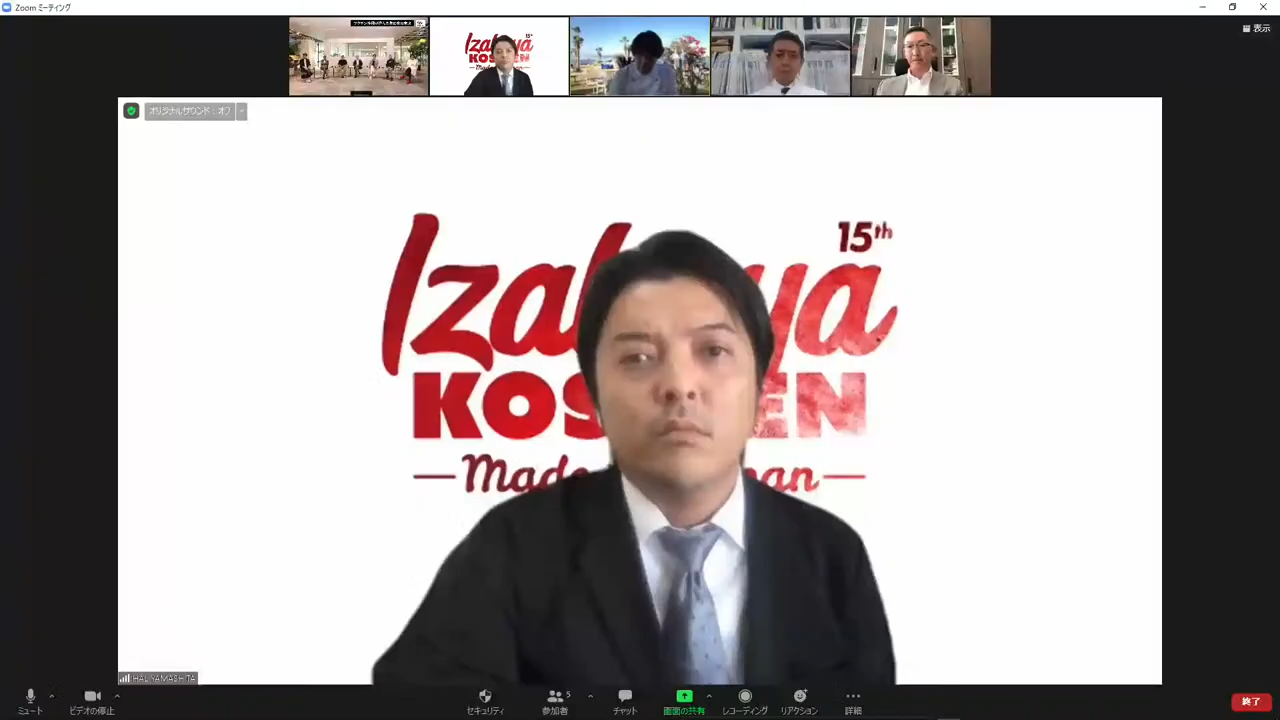 Zoom ミーティング
表示
オリジナルサウンド：オフ
15th
Iza ya
KOS EN
Made pan
HAL YAMASHITA
ミュート
ビデオの停止
セキュリティ
5
参加者
チャット
画面の共有
レコーディング
リアクション
詳細
終了